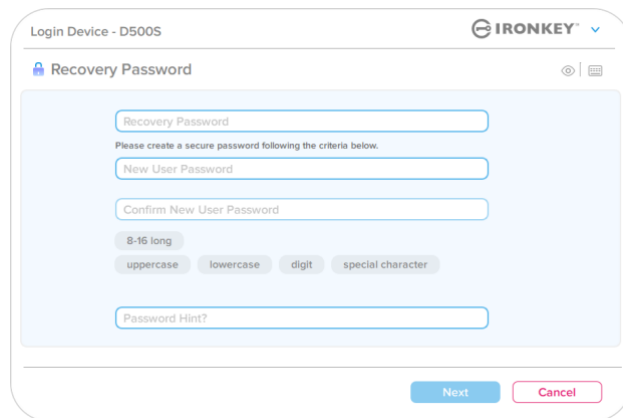 Login Device - D500S
IRONKEY™
Recovery Password
Recovery Password
Please create a secure password following the criteria below.
New User Password
Confirm New User Password
8-16 long
uppercase lowercase digit special character
Password Hint?
Next Cancel